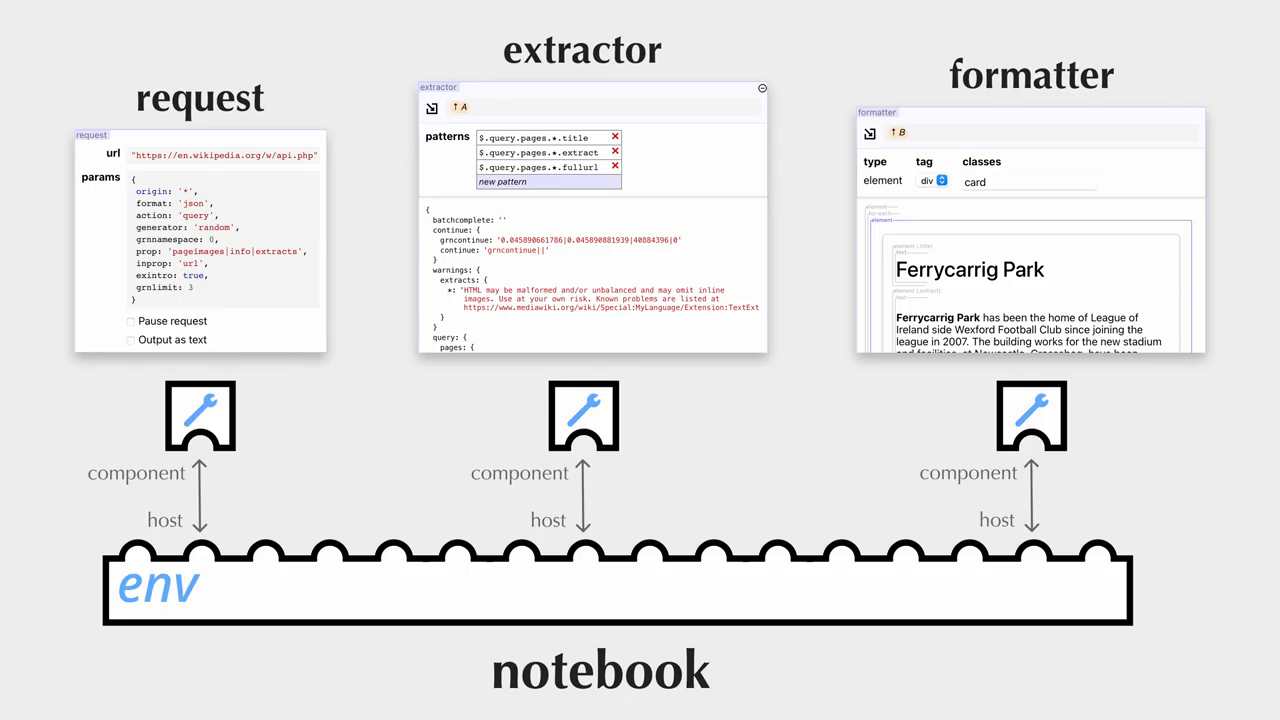 request
request
url "https://en.wikipedia.org/w/api.php"
params {
origin: '*',
format: 'json',
action: 'query',
generator: 'random',
grnnamespace: 0,
prop: 'pageimages|info|extracts',
inprop: 'url',
exintro: true,
grnlimit: 3
}
Pause request
Output as text
extractor
extractor
↑ A
patterns $.query.pages.*.title
$.query.pages.*.extract
$.query.pages.*.fullurl
new pattern
{
batchcomplete: ''
continue: {
grncontinue: '0.045890661786|0.045890881939|40884396|0'
continue: 'grncontinue||'
}
warnings: {
extracts: {
*: 'HTML may be malformed and/or unbalanced and may omit inline
images. Use at your own risk. Known problems are listed at
https://www.mediawiki.org/wiki/Special:MyLanguage/Extension:TextExt
}
}
query: {
pages: {
formatter
formatter
↑ B
type tag classes
element div card
element
for-each
element
element (.title)
text
Ferrycarrig Park
element (.extract)
text
Ferrycarrig Park has been the home of League of
Ireland side Wexford Football Club since joining the
league in 2007. The building works for the new stadium
component component component
host host host
env
notebook